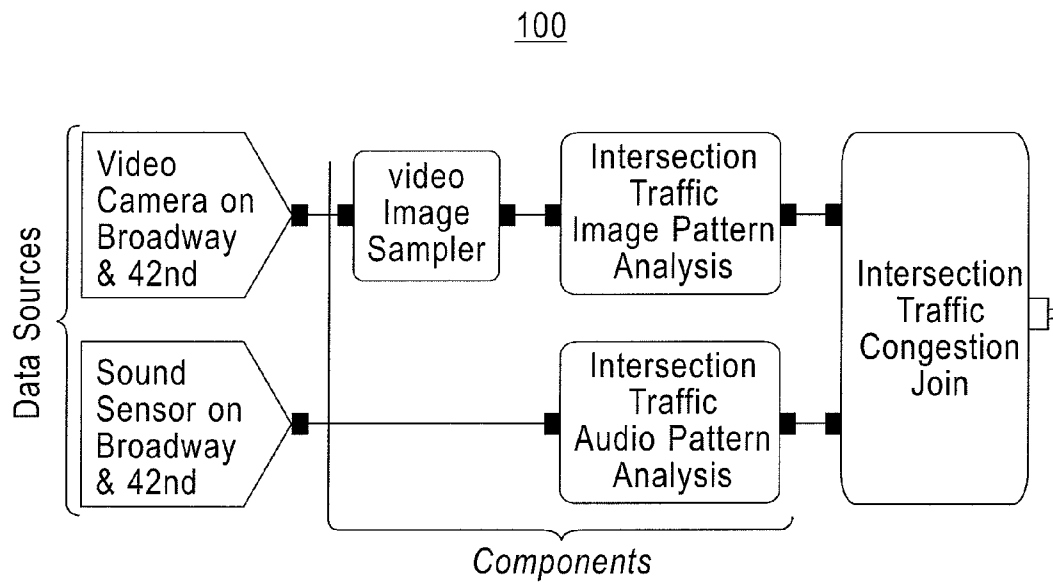 100
Data Sources
Video
Camera on
Broadway
& 42nd
video
Image
Sampler
Intersection
Traffic
Image Pattern
Analysis
Sound
Sensor on
Broadway
& 42nd
Intersection
Traffic
Audio Pattern
Analysis
Intersection
Traffic
Congestion
Join
Components